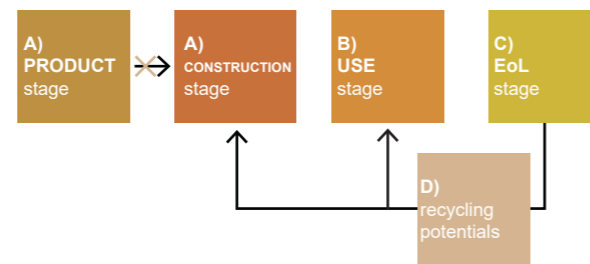 A)
PRODUCT
stage
A)
CONSTRUCTION
stage
B)
USE
stage
C)
EoL
stage
D)
recycling
potentials